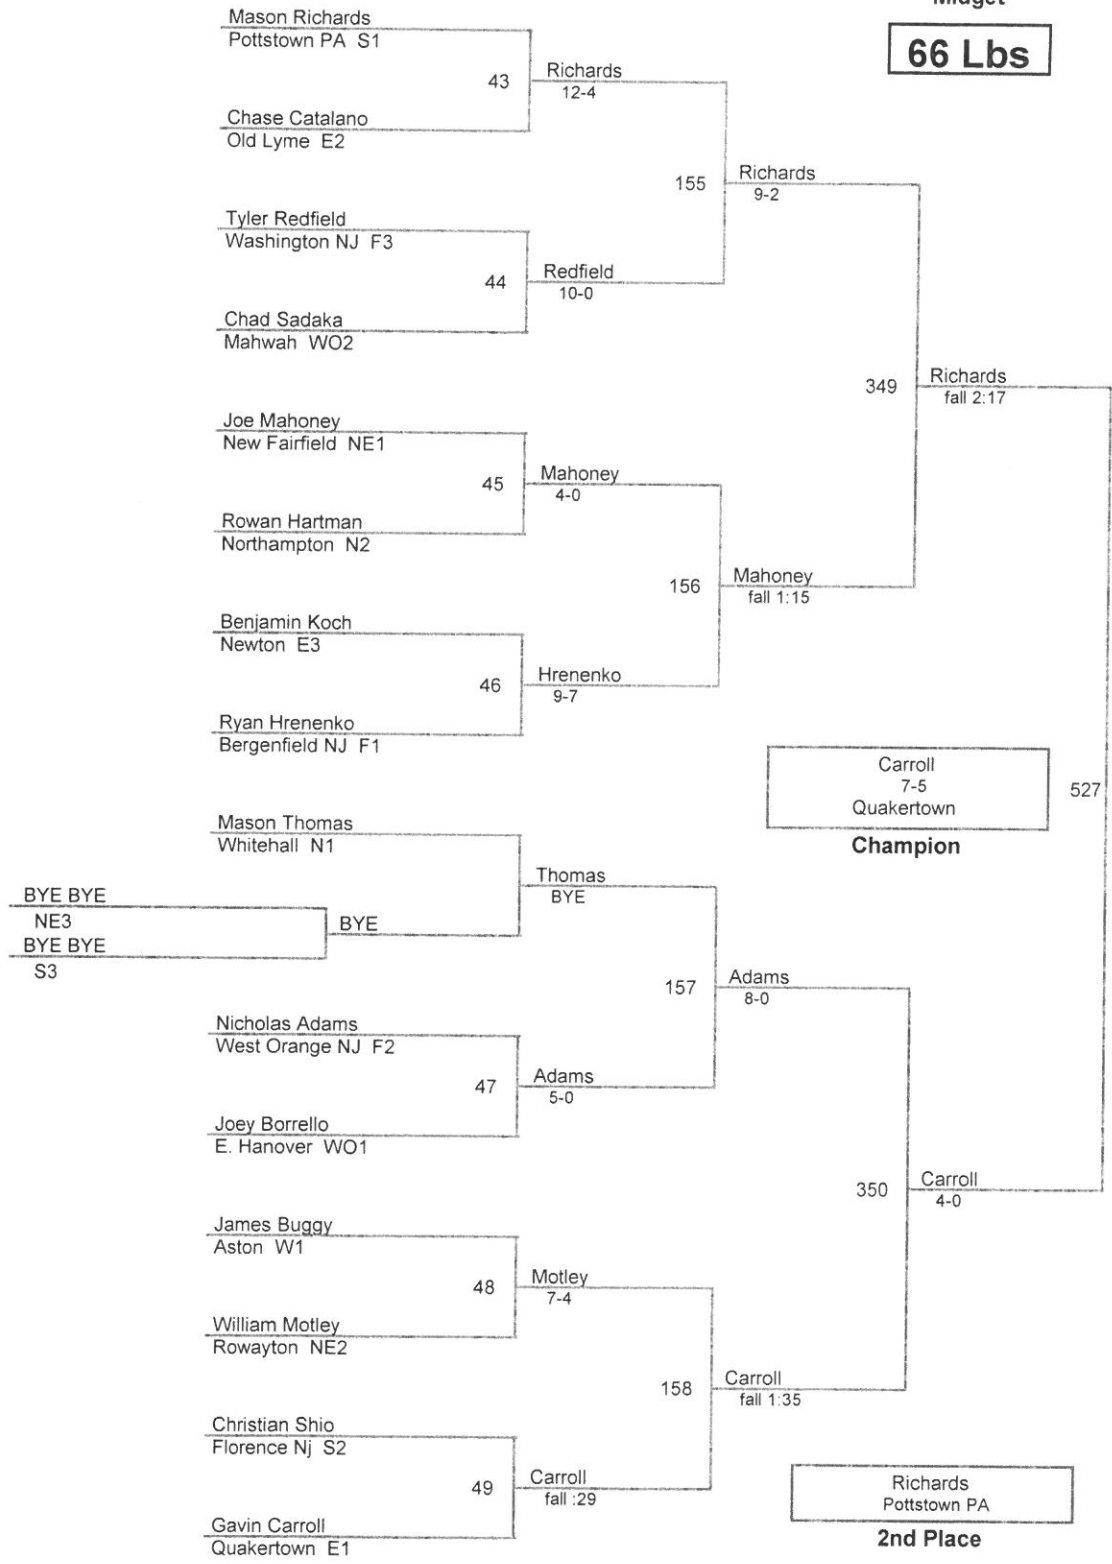 Midget
66 Lbs
Mason Richards
Pottstown PA S1
43
Richards
12-4
Chase Catalano
Old Lyme E2
155
Richards
9-2
Tyler Redfield
Washington NJ F3
44
Redfield
10-0
Chad Sadaka
Mahwah WO2
349
Richards
fall 2:17
Joe Mahoney
New Fairfield NE1
45
Mahoney
4-0
Rowan Hartman
Northampton N2
156
Mahoney
fall 1:15
Benjamin Koch
Newton E3
46
Hrenenko
9-7
Ryan Hrenenko
Bergenfield NJ F1
Carroll
7-5
Quakertown
527
Champion
Mason Thomas
Whitehall N1
Thomas
BYE
BYE BYE
NE3
BYE
BYE BYE
S3
157
Adams
8-0
Nicholas Adams
West Orange NJ F2
47
Adams
5-0
Joey Borrello
E. Hanover WO1
350
Carroll
4-0
James Buggy
Aston W1
48
Motley
7-4
William Motley
Rowayton NE2
158
Carroll
fall 1:35
Christian Shio
Florence Nj S2
49
Carroll
fall :29
Gavin Carroll
Quakertown E1
Richards
Pottstown PA
2nd Place